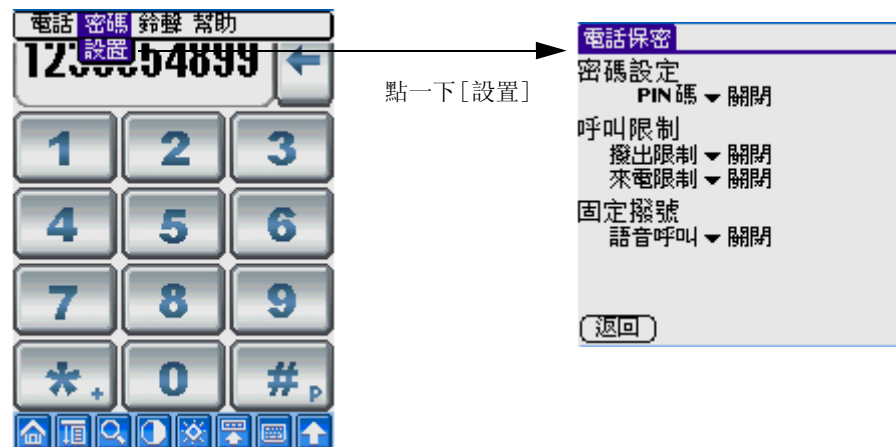 電話 密碼 鈴聲 幫助
設置
1 2 3
4 5 6
7 8 9
*+ 0 #P
點一下[設置]
電話保密
密碼設定
PIN碼 關閉
呼叫限制
撥出限制 關閉
來電限制 關閉
固定撥號
語音呼叫 關閉
返回